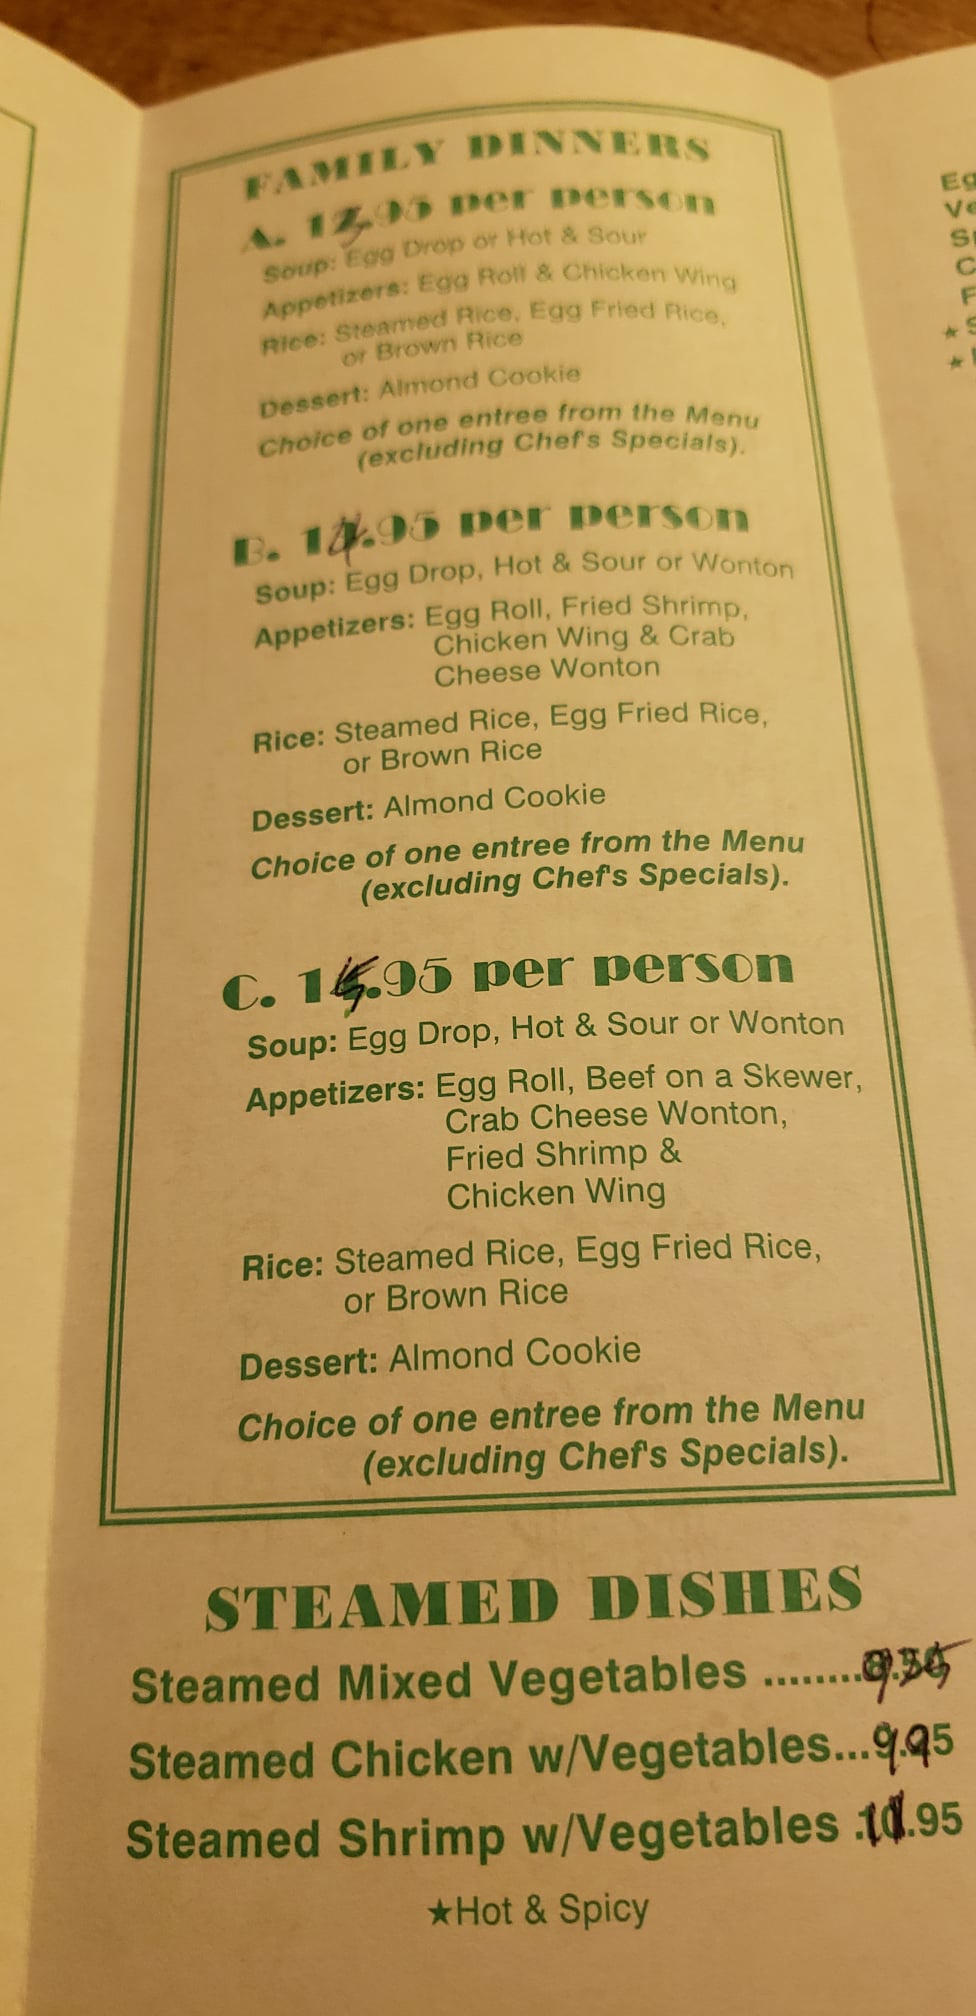 FAMILY DINNERS
A. 13.95 per person
Soup: Egg Drop or Hot & Sour
Appetizers: Egg Roll & Chicken Wing
Rice: Steamed Rice, Egg Fried Rice,
or Brown Rice
Dessert: Almond Cookie
Choice of one entree from the Menu
(excluding Chef's Specials).
B. 14.95 per person
Soup: Egg Drop, Hot & Sour or Wonton
Appetizers: Egg Roll, Fried Shrimp,
Chicken Wing & Crab
Cheese Wonton
Rice: Steamed Rice, Egg Fried Rice,
or Brown Rice
Dessert: Almond Cookie
Choice of one entree from the Menu
(excluding Chef's Specials).
C. 15.95 per person
Soup: Egg Drop, Hot & Sour or Wonton
Appetizers: Egg Roll, Beef on a Skewer,
Crab Cheese Wonton,
Fried Shrimp &
Chicken Wing
Rice: Steamed Rice, Egg Fried Rice,
or Brown Rice
Dessert: Almond Cookie
Choice of one entree from the Menu
(excluding Chef's Specials).
STEAMED DISHES
Steamed Mixed Vegetables ........
Steamed Chicken w/Vegetables...9.95
Steamed Shrimp w/Vegetables .11.95
★Hot & Spicy